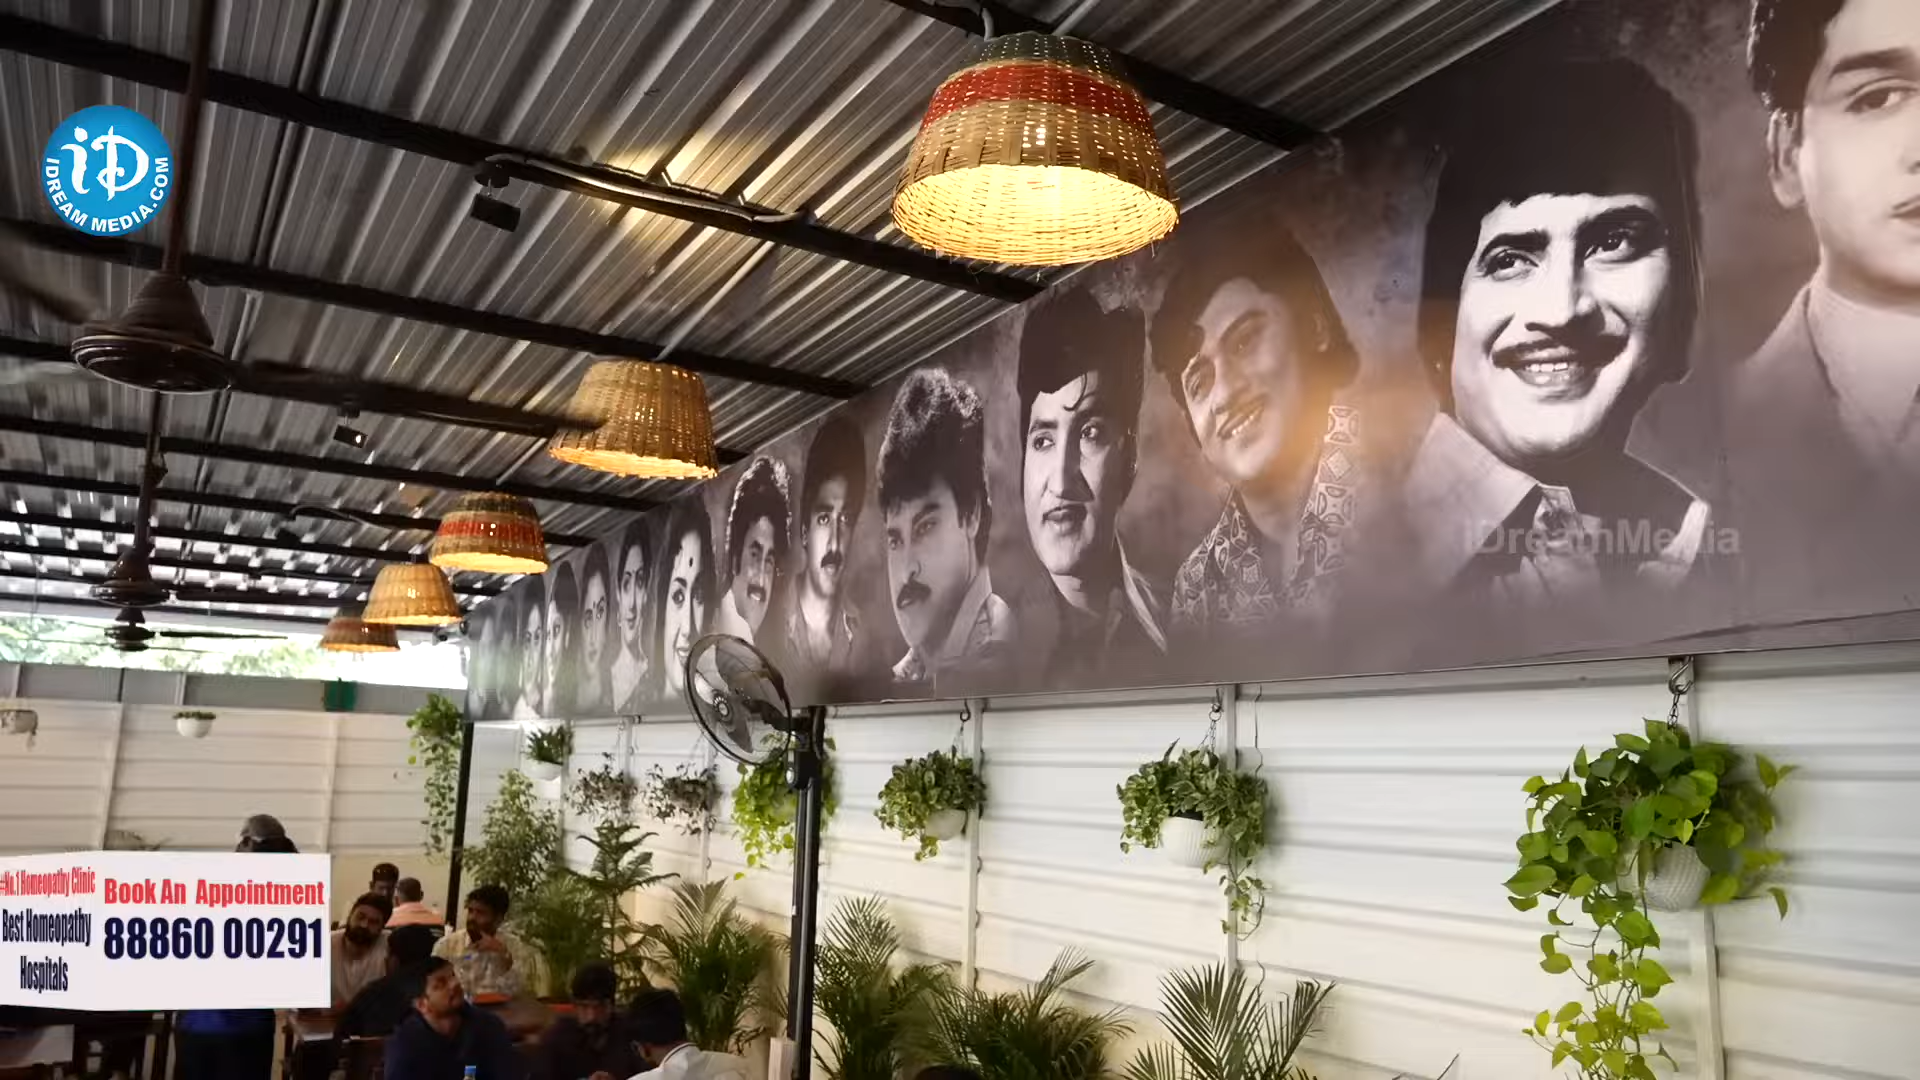 iD
IDREAM MEDIA.COM
iDreamMedia
#No.1 Homeopathy Clinic
Best Homeopathy
Hospitals
Book An Appointment
88860 00291